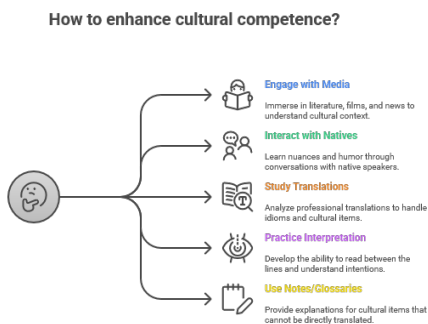 How to enhance cultural competence?
Engage with Media
Immerse in literature, films, and news to
understand cultural context.
Interact with Natives
Learn nuances and humor through
conversations with native speakers.
Study Translations
Analyze professional translations to handle
idioms and cultural items.
Practice Interpretation
Develop the ability to read between the
lines and understand intentions.
Use Notes/Glossaries
Provide explanations for cultural items that
cannot be directly translated.